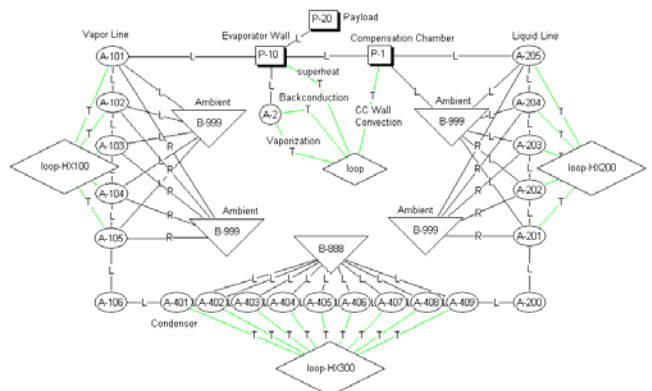 P-20 Payload
Vapor Line Evaporator Wall L Compensation Chamber Liquid Line
A-101 L P-10 L P-1 L A-205
superheat
L L L T T L L
A-102 L Ambient L Backconduction CC Wall Ambient L A-204
T B-999 A-2 T Convection B-999 T
T L Vaporization L T
A-103 R T loop R A-203
loop-HX100 L L loop-HX200
A-104 L A-202
T R Ambient Ambient R T
L B-999 B-999 L
A-105 R B-888 R A-201
L L L L L L L L L L L
A-106 L A-401 L A-402 L A-403 L A-404 L A-405 L A-406 L A-407 L A-408 L A-409 L A-200
Condenser
T T T T T T T T T
loop-HX300